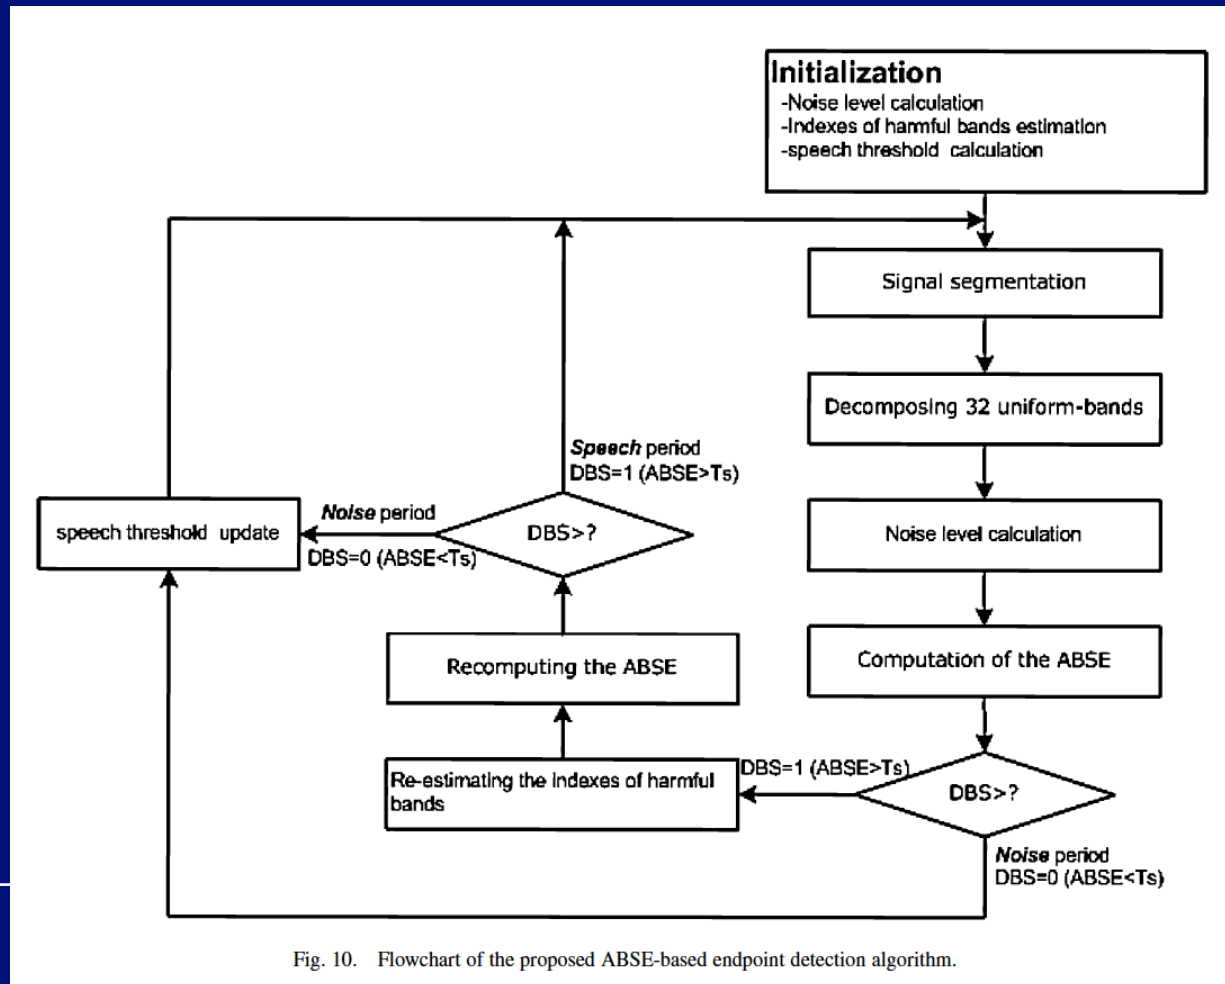 Initialization
-Noise level calculation
-Indexes of harmful bands estimation
-speech threshold calculation
Signal segmentation
Decomposing 32 uniform-bands
Noise level calculation
Computation of the ABSE
DBS>?
Noise period
DBS=0 (ABSE<Ts)
DBS=1 (ABSE>Ts)
Re-estimating the indexes of harmful
bands
Recomputing the ABSE
DBS>?
Speech period
DBS=1 (ABSE>Ts)
Noise period
DBS=0 (ABSE<Ts)
speech threshold update
Fig. 10. Flowchart of the proposed ABSE-based endpoint detection algorithm.